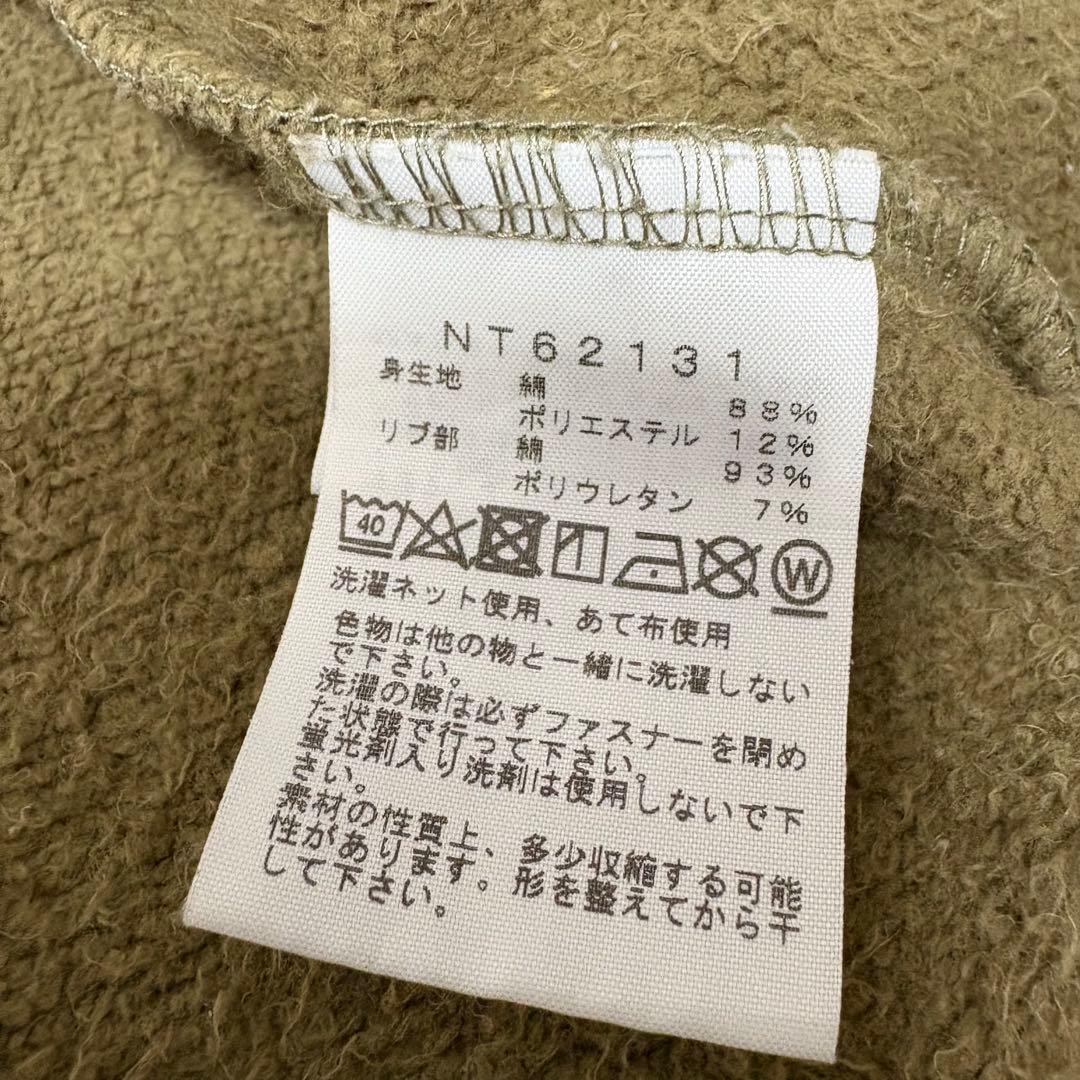 NT62131
身生地 綿 88%
ポリエステル 12%
リブ部 綿 93%
ポリウレタン 7%
40
W
洗濯ネット使用、あて布使用
色物は他の物と一緒に洗濯しない
で下さい。
洗濯の際は必ずファスナーを閉め
た状態で行って下さい。
蛍光剤入り洗剤は使用しないで下
さい。
素材の性質上、多少収縮する可能
性があります。形を整えてから干
して下さい。